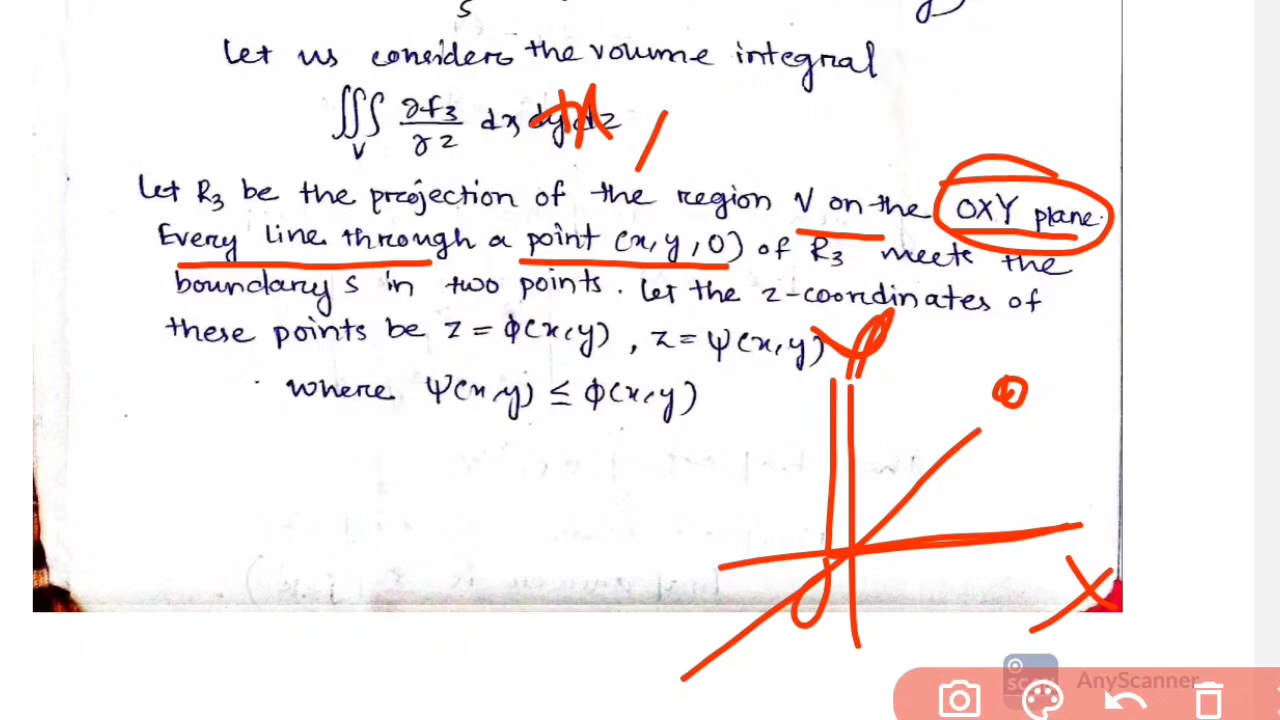 S
Let us considers the volume integral
∭ ∂f3/∂z dx dy dz
V
Let R3 be the projection of the region V on the OXY plane.
Every line through a point (x, y, 0) of R3 meets the
boundary S in two points. Let the z-coordinates of
these points be z = φ(x, y), z = ψ(x, y)
where ψ(x, y) ≤ φ(x, y)
Y
X
SCAN AnyScanner